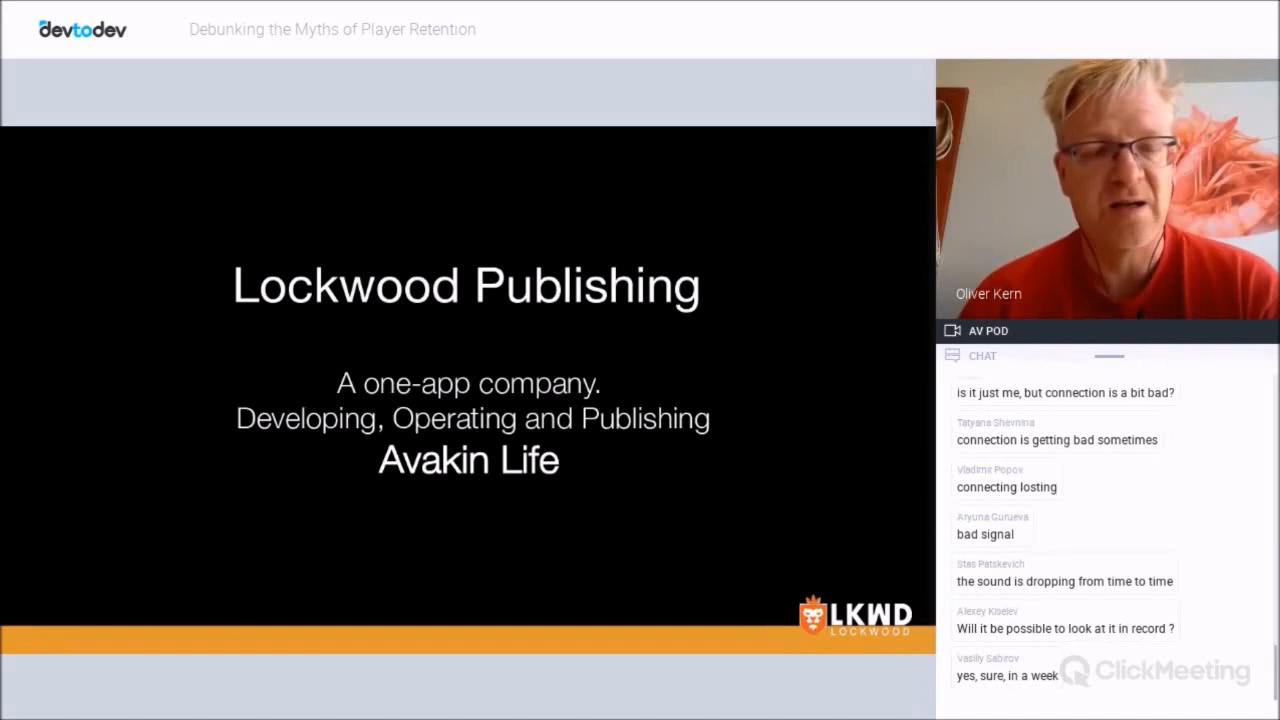 devtodev
Debunking the Myths of Player Retention
Lockwood Publishing
A one-app company.
Developing, Operating and Publishing
Avakin Life
LKWD
LOCKWOOD
Oliver Kern
AV POD
CHAT
is it just me, but connection is a bit bad?
Tatyana Shevnina
connection is getting bad sometimes
Vladimir Popov
connecting losting
Aryuna Gurueva
bad signal
Stas Patskevich
the sound is dropping from time to time
Alexey Kiselev
Will it be possible to look at it in record ?
Vasiliy Sabirov
yes, sure, in a week
ClickMeeting